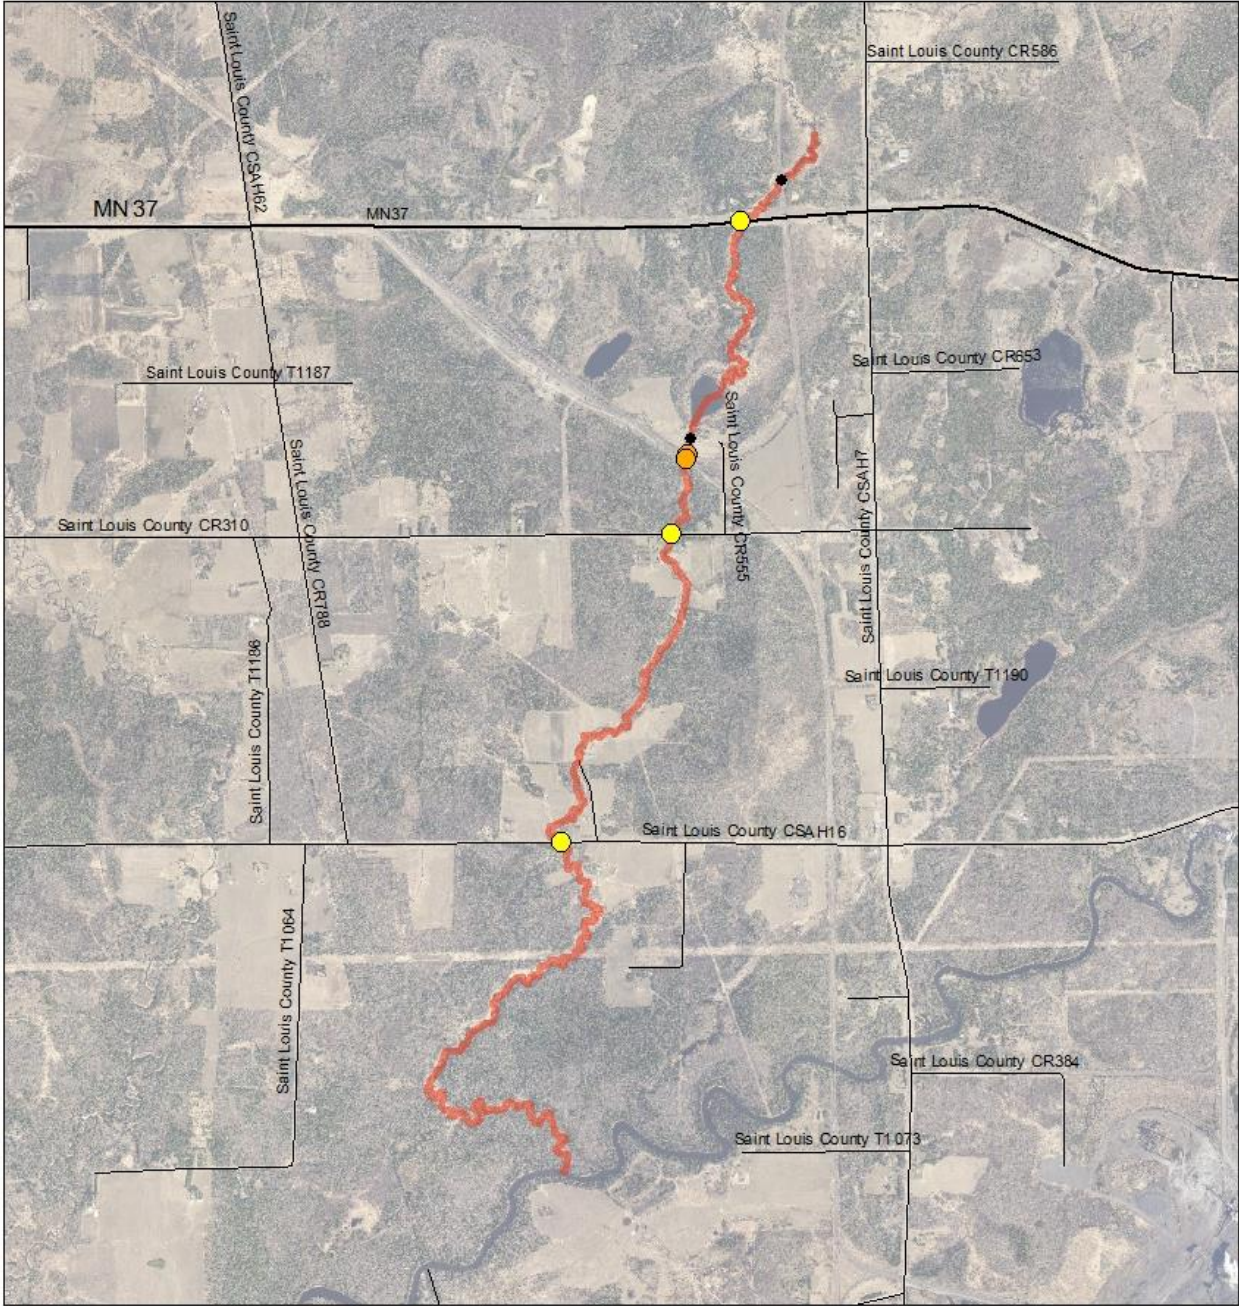 Saint Louis County CR586
Saint Louis County CSAH62
MN 37
MN37
Saint Louis County CR653
Saint Louis County T1187
Saint Louis County CR555
Saint Louis County CSAH7
Saint Louis County CR310
Saint Louis County CR788
Saint Louis County T1186
Saint Louis County T1190
Saint Louis County CSAH16
Saint Louis County T1064
Saint Louis County CR384
Saint Louis County T1073